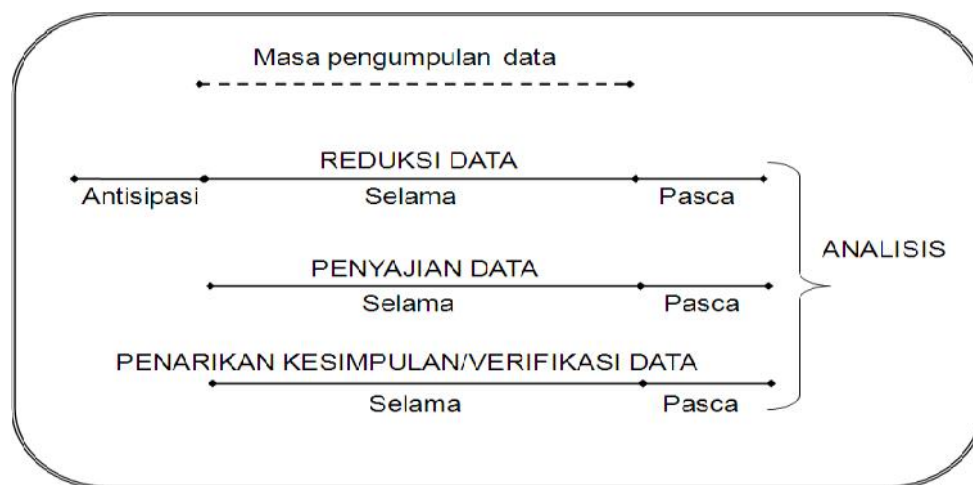 Masa pengumpulan data
REDUKSI DATA
Antisipasi Selama Pasca
ANALISIS
PENYAJIAN DATA
Selama Pasca
PENARIKAN KESIMPULAN/VERIFIKASI DATA
Selama Pasca